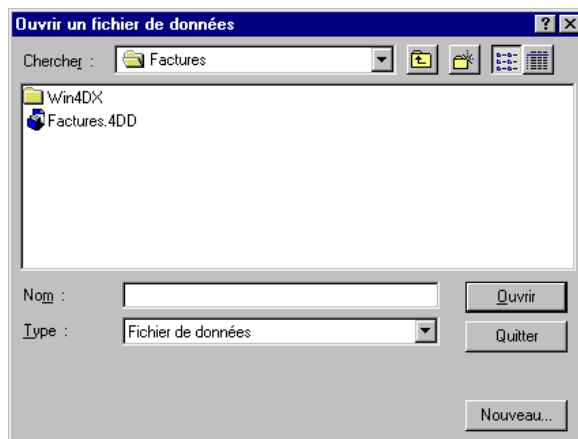 Ouvrir un fichier de données
Chercher : Factures
Win4DX
Factures.4DD
Nom : Ouvrir
Type : Fichier de données Quitter
Nouveau...